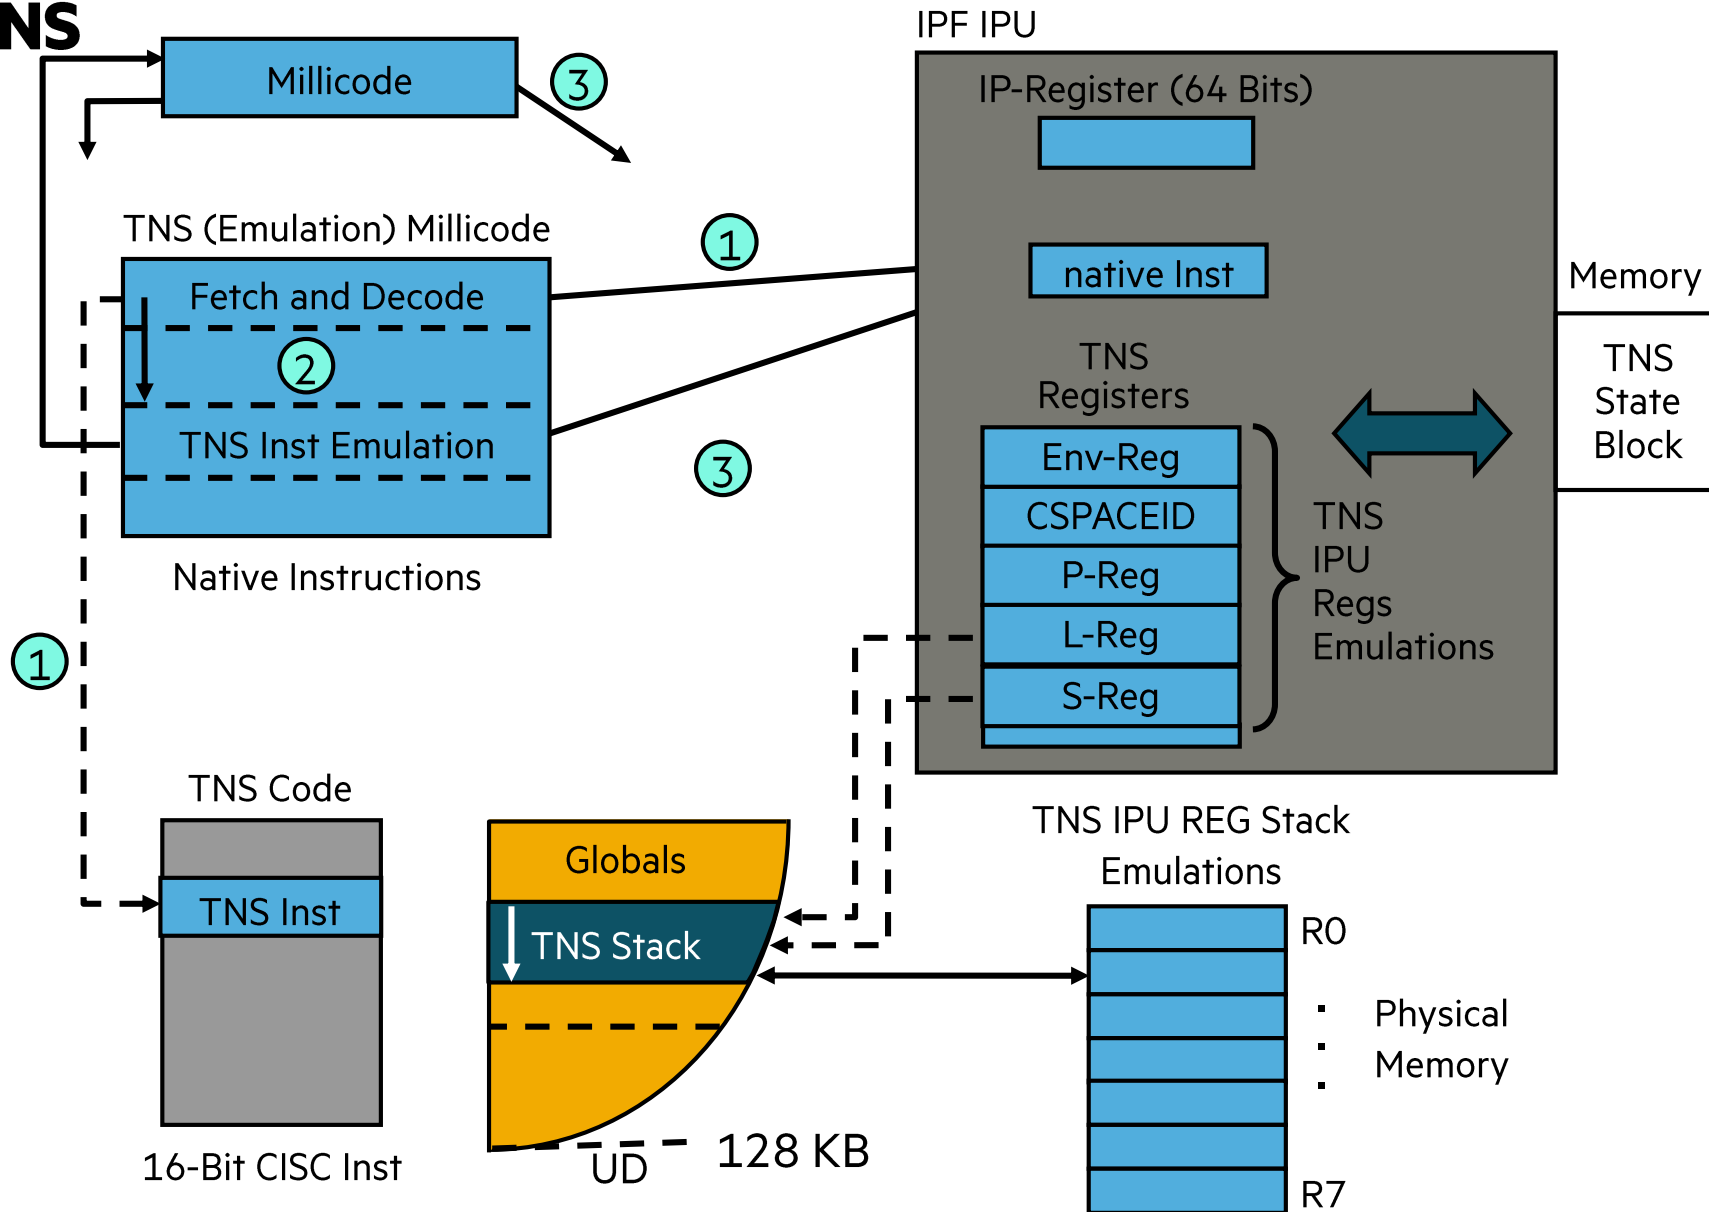 NS
IPF IPU
Millicode
3
IP-Register (64 Bits)
TNS (Emulation) Millicode
1
Fetch and Decode
native Inst
Memory
2
TNS
Registers
TNS
State
Block
TNS Inst Emulation
3
Env-Reg
CSPACEID
P-Reg
L-Reg
S-Reg
TNS
IPU
Regs
Emulations
Native Instructions
1
TNS Code
TNS Inst
16-Bit CISC Inst
Globals
TNS Stack
UD
128 KB
TNS IPU REG Stack
Emulations
R0
.
.
.
Physical
Memory
R7